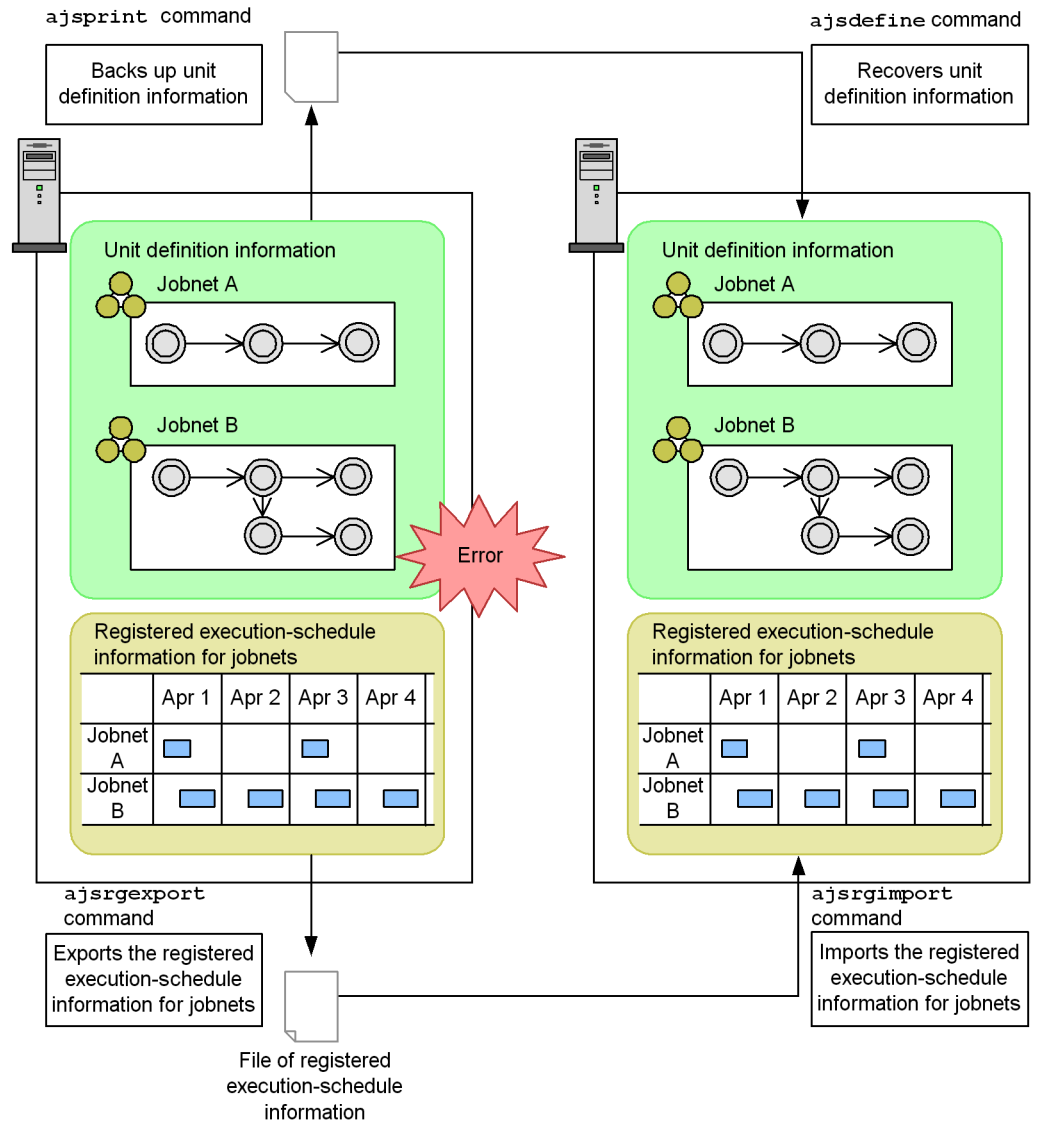 ajsprint command
Backs up unit
definition information
ajsdefine command
Recovers unit
definition information
Unit definition information
Jobnet A
Jobnet B
Error
Registered execution-schedule
information for jobnets
Apr 1 Apr 2 Apr 3 Apr 4
Jobnet
A
Jobnet
B
Unit definition information
Jobnet A
Jobnet B
Registered execution-schedule
information for jobnets
Apr 1 Apr 2 Apr 3 Apr 4
Jobnet
A
Jobnet
B
ajsrgexport
command
Exports the registered
execution-schedule
information for jobnets
File of registered
execution-schedule
information
ajsrgimport
command
Imports the registered
execution-schedule
information for jobnets